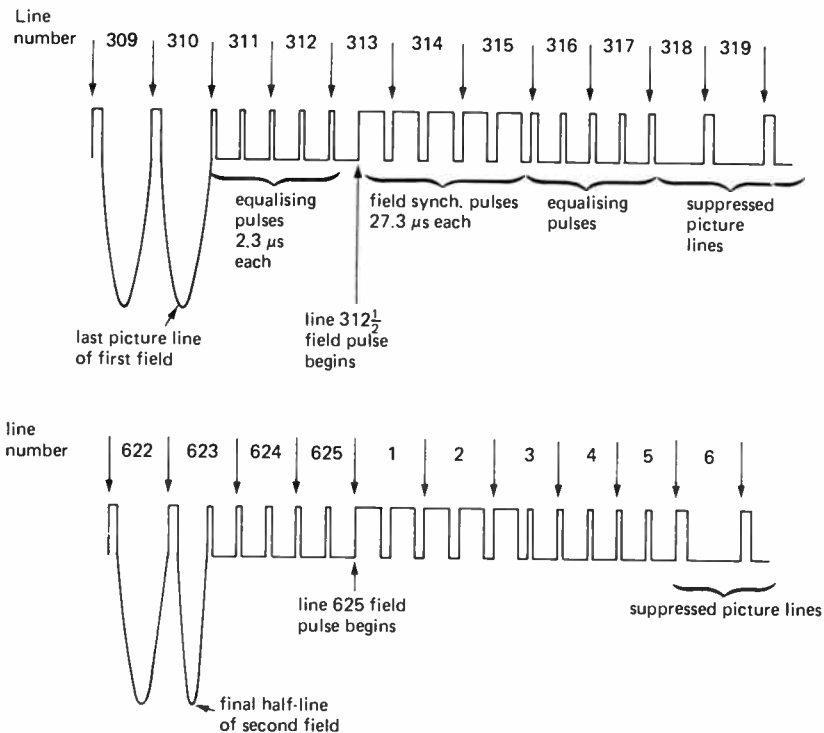 Line
number
309 310 311 312 313 314 315 316 317 318 319
equalising
pulses
2.3 μs
each
field synch. pulses
27.3 μs each
equalising
pulses
suppressed
picture
lines
last picture line
of first field
line 312½
field pulse
begins
line
number
622 623 624 625 1 2 3 4 5 6
line 625 field
pulse begins
suppressed picture lines
final half-line
of second field